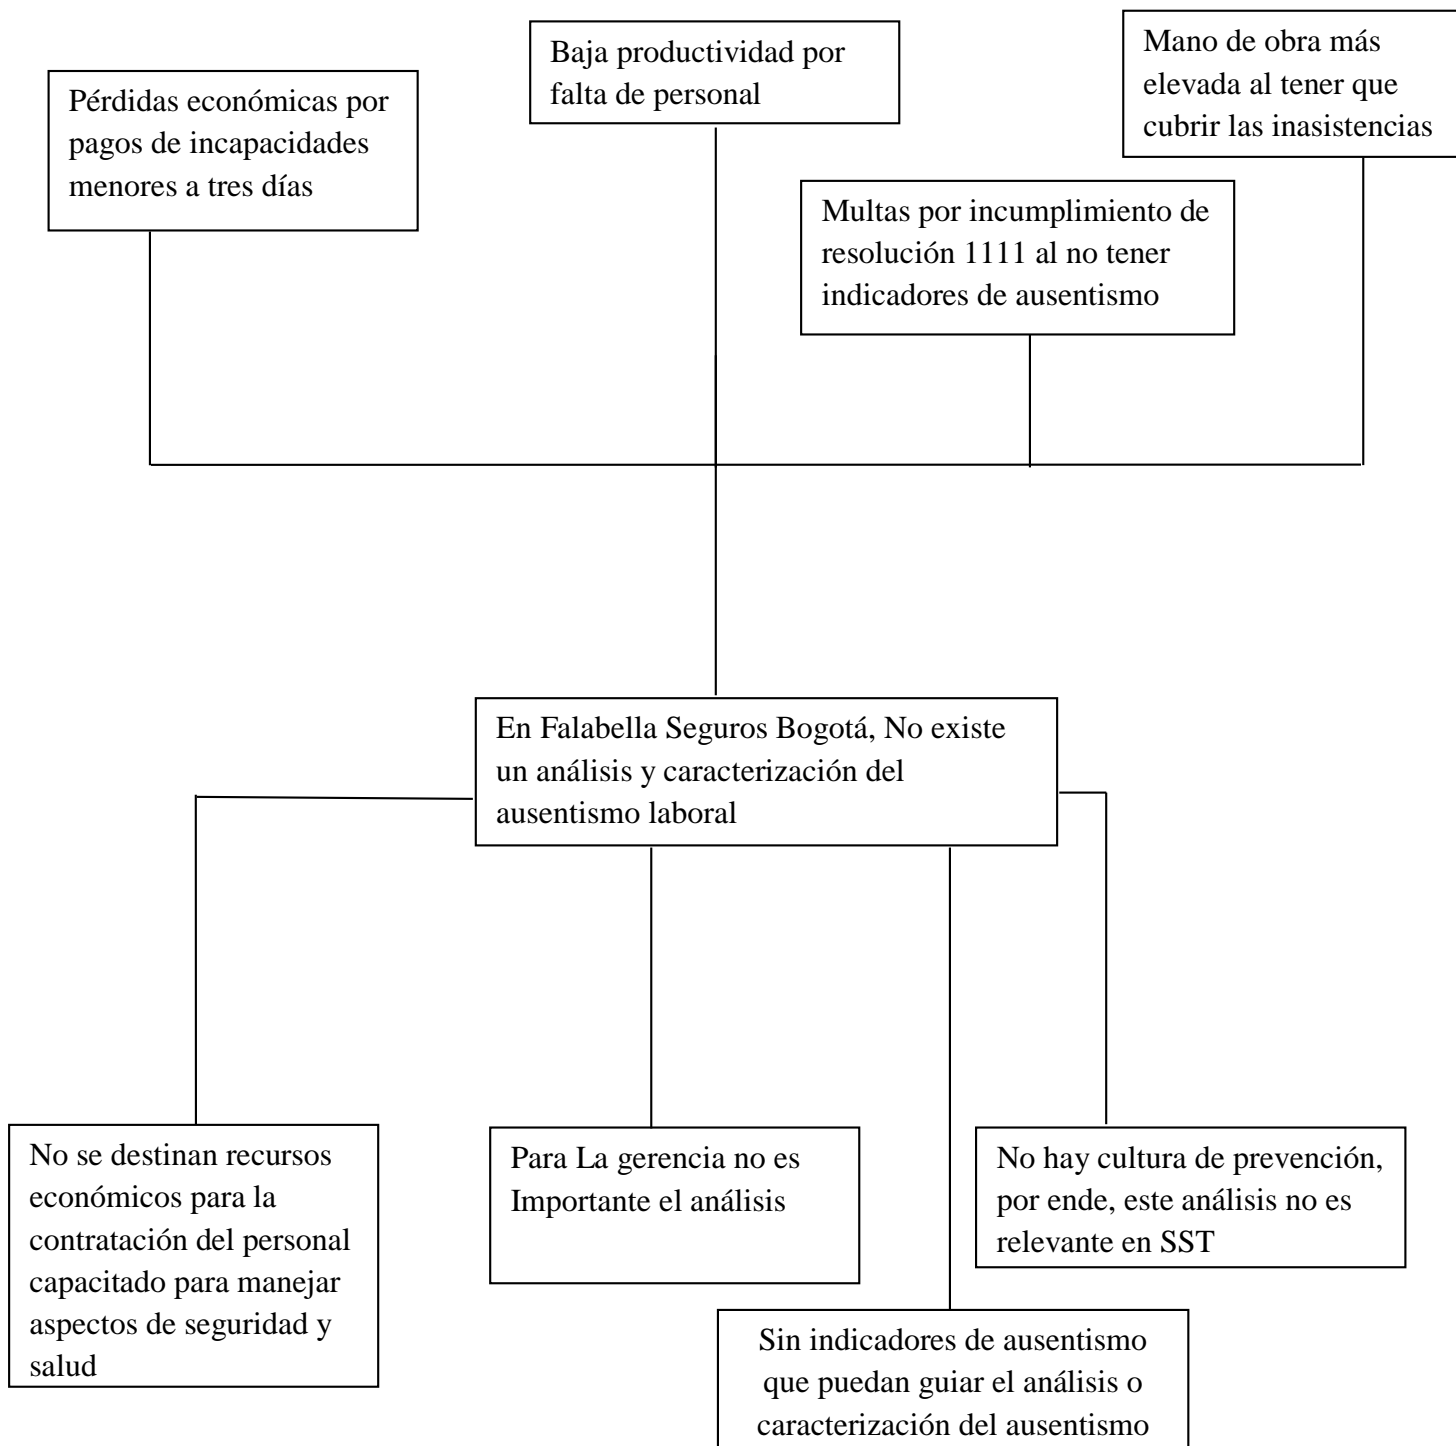 Pérdidas económicas por
pagos de incapacidades
menores a tres días
Baja productividad por
falta de personal
Mano de obra más
elevada al tener que
cubrir las inasistencias
Multas por incumplimiento de
resolución 1111 al no tener
indicadores de ausentismo
En Falabella Seguros Bogotá, No existe
un análisis y caracterización del
ausentismo laboral
No se destinan recursos
económicos para la
contratación del personal
capacitado para manejar
aspectos de seguridad y
salud
Para La gerencia no es
Importante el análisis
No hay cultura de prevención,
por ende, este análisis no es
relevante en SST
Sin indicadores de ausentismo
que puedan guiar el análisis o
caracterización del ausentismo